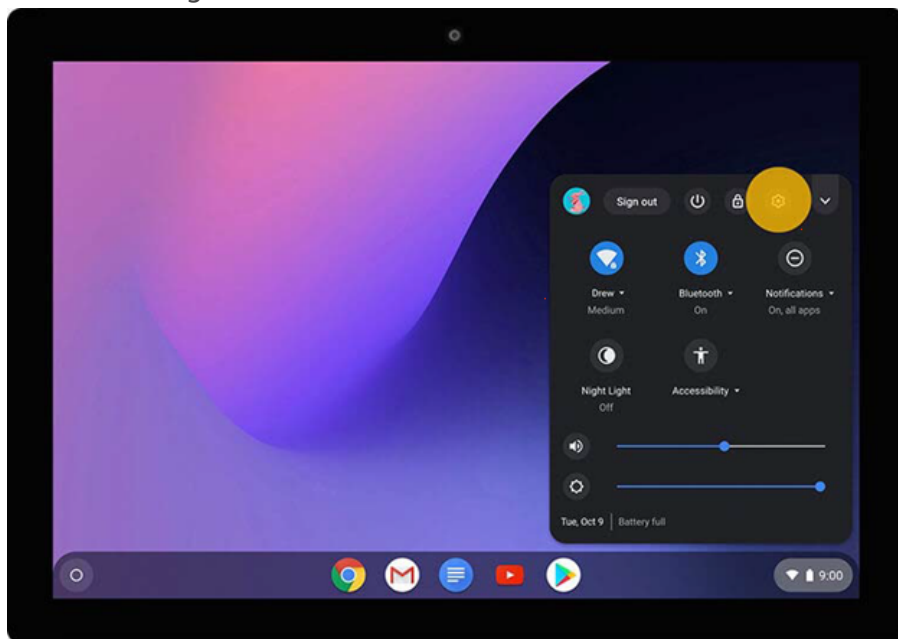 Sign out
Drew
Bluetooth
Notifications
Medium
On
On, all apps
Night Light
Accessibility
Off
Tue, Oct 9 | Battery full
9:00